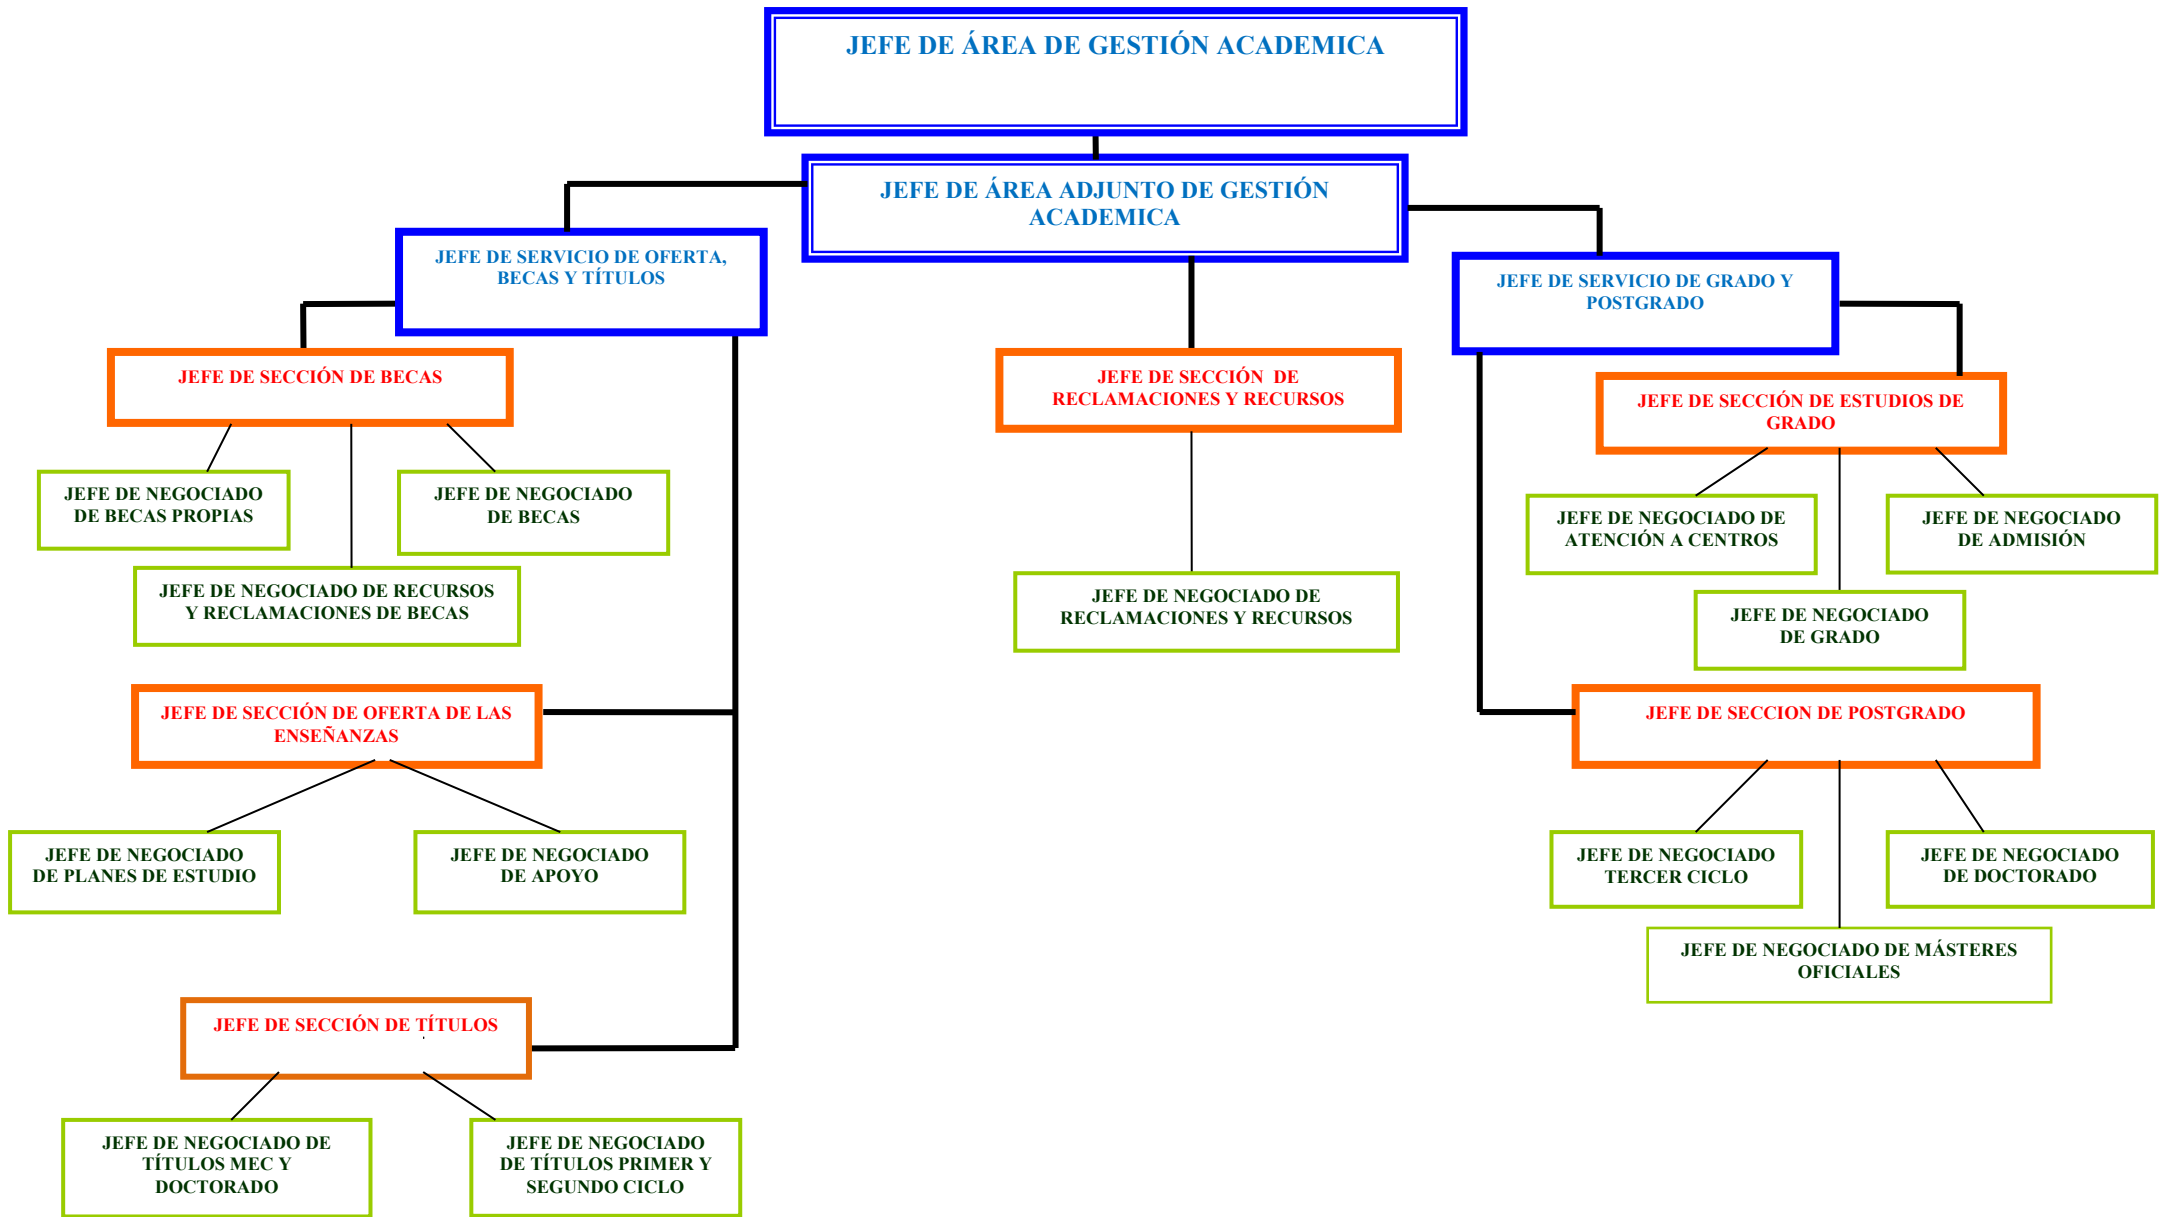 JEFE DE ÁREA DE GESTIÓN ACADEMICA
JEFE DE ÁREA ADJUNTO DE GESTIÓN
ACADEMICA
JEFE DE SERVICIO DE OFERTA,
BECAS Y TÍTULOS
JEFE DE SERVICIO DE GRADO Y
POSTGRADO
JEFE DE SECCIÓN DE BECAS
JEFE DE SECCIÓN DE
RECLAMACIONES Y RECURSOS
JEFE DE SECCIÓN DE ESTUDIOS DE
GRADO
JEFE DE NEGOCIADO
DE BECAS PROPIAS
JEFE DE NEGOCIADO
DE BECAS
JEFE DE NEGOCIADO DE
ATENCIÓN A CENTROS
JEFE DE NEGOCIADO
DE ADMISIÓN
JEFE DE NEGOCIADO DE RECURSOS
Y RECLAMACIONES DE BECAS
JEFE DE NEGOCIADO DE
RECLAMACIONES Y RECURSOS
JEFE DE NEGOCIADO
DE GRADO
JEFE DE SECCIÓN DE OFERTA DE LAS
ENSEÑANZAS
JEFE DE SECCION DE POSTGRADO
JEFE DE NEGOCIADO
DE PLANES DE ESTUDIO
JEFE DE NEGOCIADO
DE APOYO
JEFE DE NEGOCIADO
TERCER CICLO
JEFE DE NEGOCIADO
DE DOCTORADO
JEFE DE NEGOCIADO DE MÁSTERES
OFICIALES
JEFE DE SECCIÓN DE TÍTULOS
JEFE DE NEGOCIADO DE
TÍTULOS MEC Y
DOCTORADO
JEFE DE NEGOCIADO
DE TÍTULOS PRIMER Y
SEGUNDO CICLO